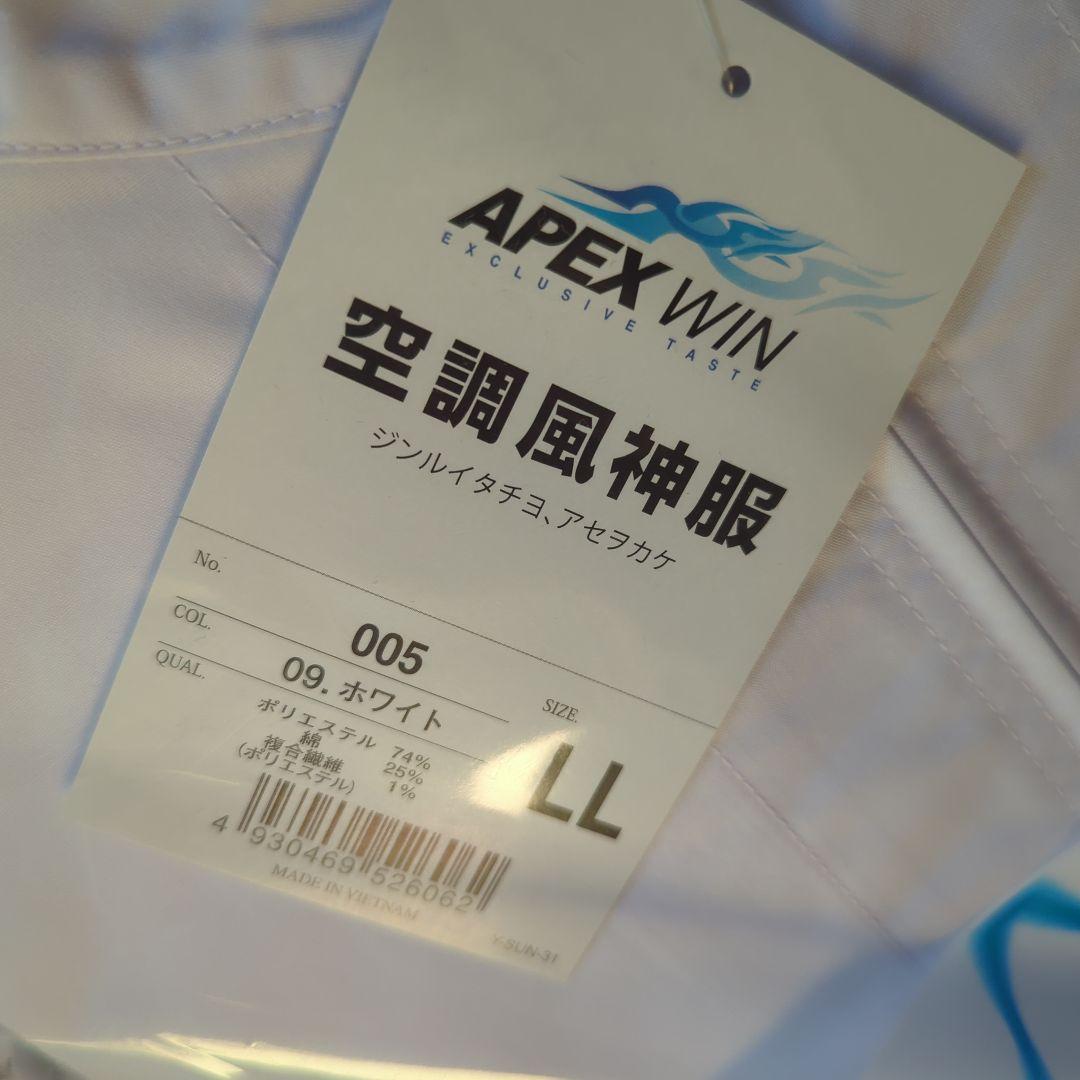 APEX WIN
EXCLUSIVE TASTE
空調風神服
ジンルイタチヨ、アセヲカケ
No. 005
COL. 09. ホワイト
QUAL. ポリエステル 74%
綿 25%
複合繊維 1%
(ポリエステル)
SIZE. LL
4 930469 526062
MADE IN VIETNAM
Y-SUN-31